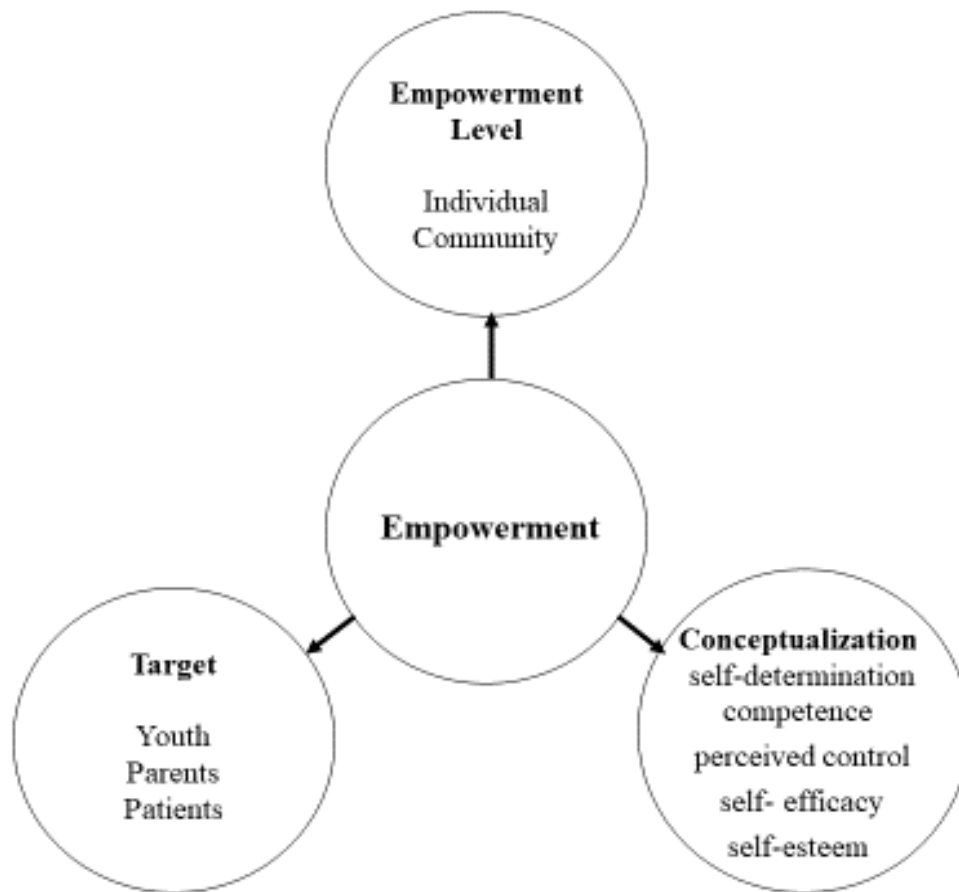 Empowerment
Level
Individual
Community
Empowerment
Target
Youth
Parents
Patients
Conceptualization
self-determination
competence
perceived control
self- efficacy
self-esteem